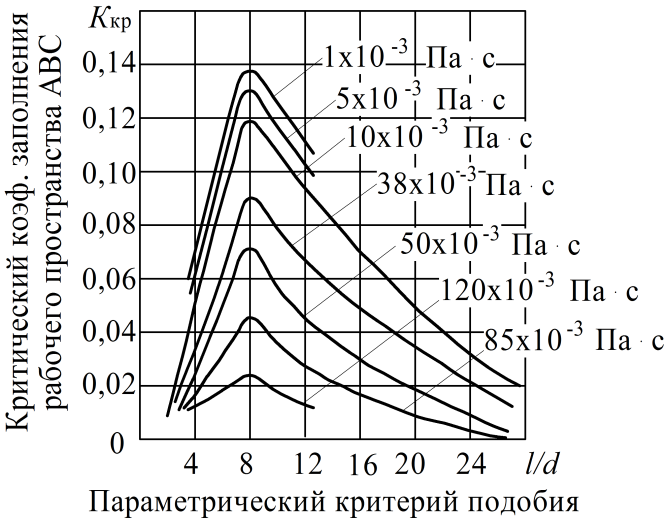 Kкр
0,14
0,12
0,10
0,08
0,06
0,04
0,02
0
Критический коэф. заполнения
рабочего пространства АВС
1x10⁻³ Па · с
5x10⁻³ Па · с
10x10⁻³ Па · с
38x10⁻³ Па · с
50x10⁻³ Па · с
120x10⁻³ Па · с
85x10⁻³ Па · с
4 8 12 16 20 24 l/d
Параметрический критерий подобия